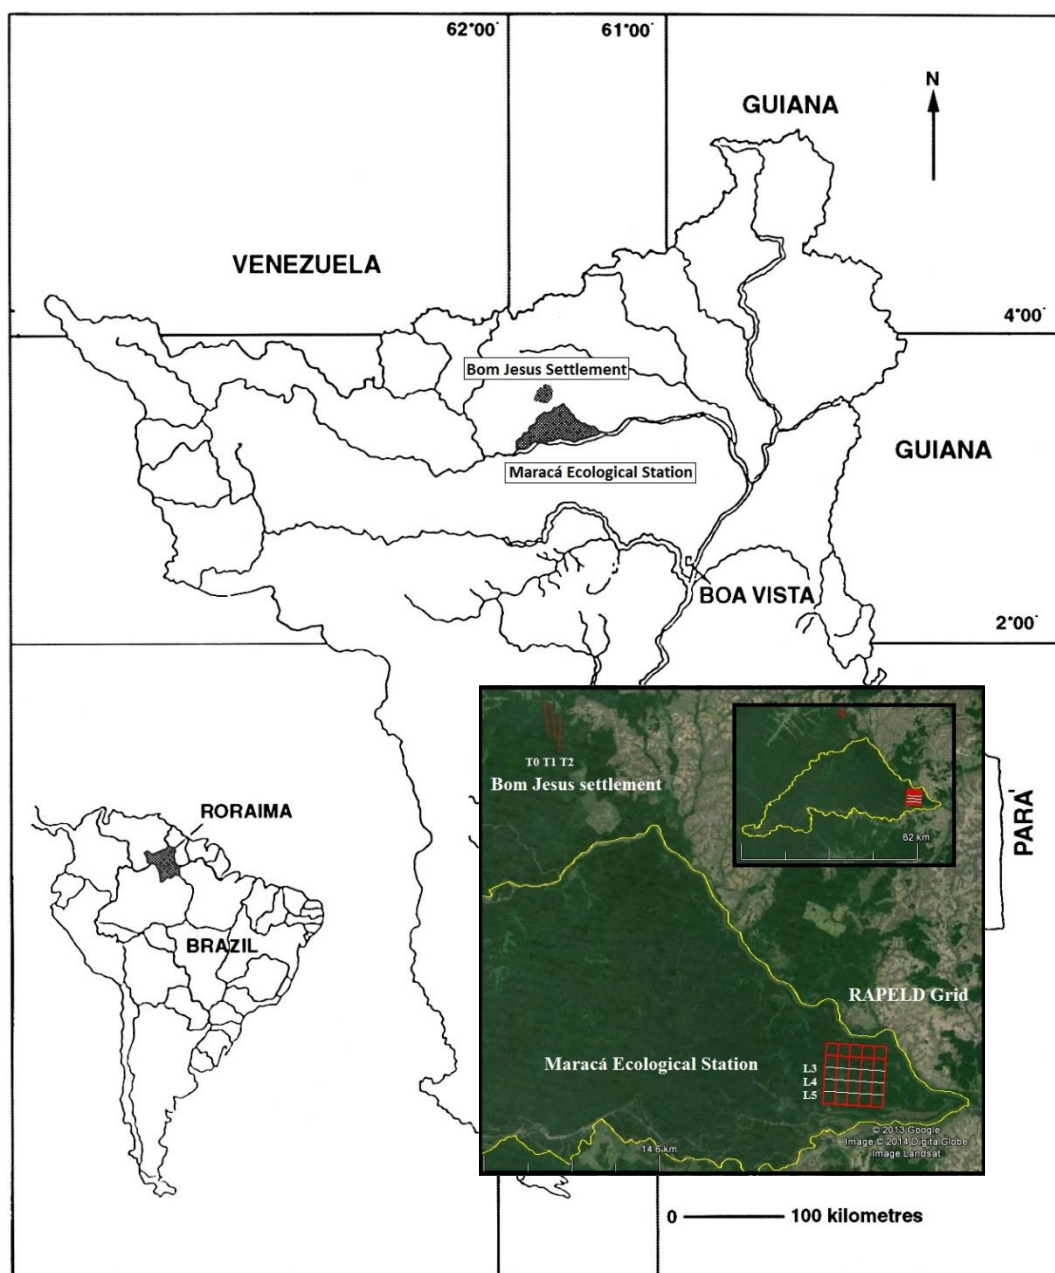 62°00'
61°00'
N
GUIANA
VENEZUELA
4°00'
Bom Jesus Settlement
GUIANA
Maracá Ecological Station
BOA VISTA
2°00'
T0 T1 T2
Bom Jesus settlement
62 km
RORAIMA
PARÁ
BRAZIL
RAPELD Grid
Maracá Ecological Station
L3
L4
L5
© 2013 Google
Image © 2014 DigitalGlobe
Image Landsat
14.6 km
0 100 kilometres